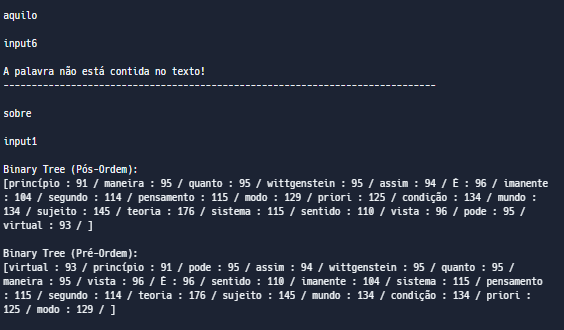 aquilo
input6
A palavra não está contida no texto!
-----------------------------------------------------------------------------
sobre
input1
Binary Tree (Pós-Ordem):
[princípio : 91 / maneira : 95 / quanto : 95 / wittgenstein : 95 / assim : 94 / É : 96 / imanente
: 104 / segundo : 114 / pensamento : 115 / modo : 129 / priori : 125 / condição : 134 / mundo :
134 / sujeito : 145 / teoria : 176 / sistema : 115 / sentido : 110 / vista : 96 / pode : 95 /
virtual : 93 / ]
Binary Tree (Pré-Ordem):
[virtual : 93 / princípio : 91 / pode : 95 / assim : 94 / wittgenstein : 95 / quanto : 95 /
maneira : 95 / vista : 96 / É : 96 / sentido : 110 / imanente : 104 / sistema : 115 / pensamento
: 115 / segundo : 114 / teoria : 176 / sujeito : 145 / mundo : 134 / condição : 134 / priori :
125 / modo : 129 / ]